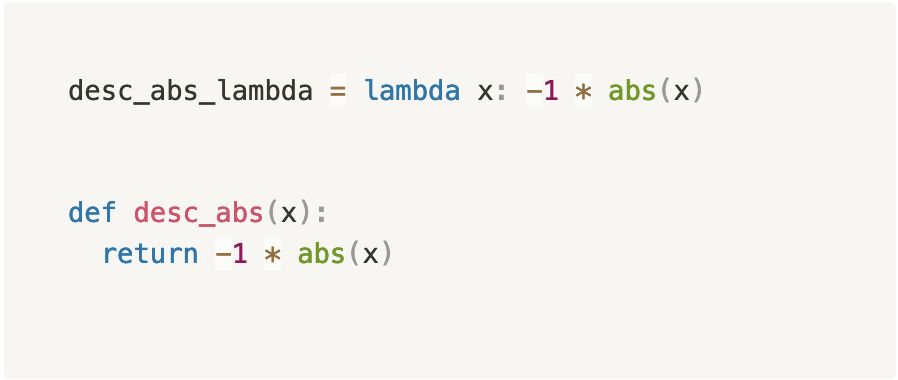 desc_abs_lambda = lambda x: -1 * abs(x)
def desc_abs(x):
  return -1 * abs(x)